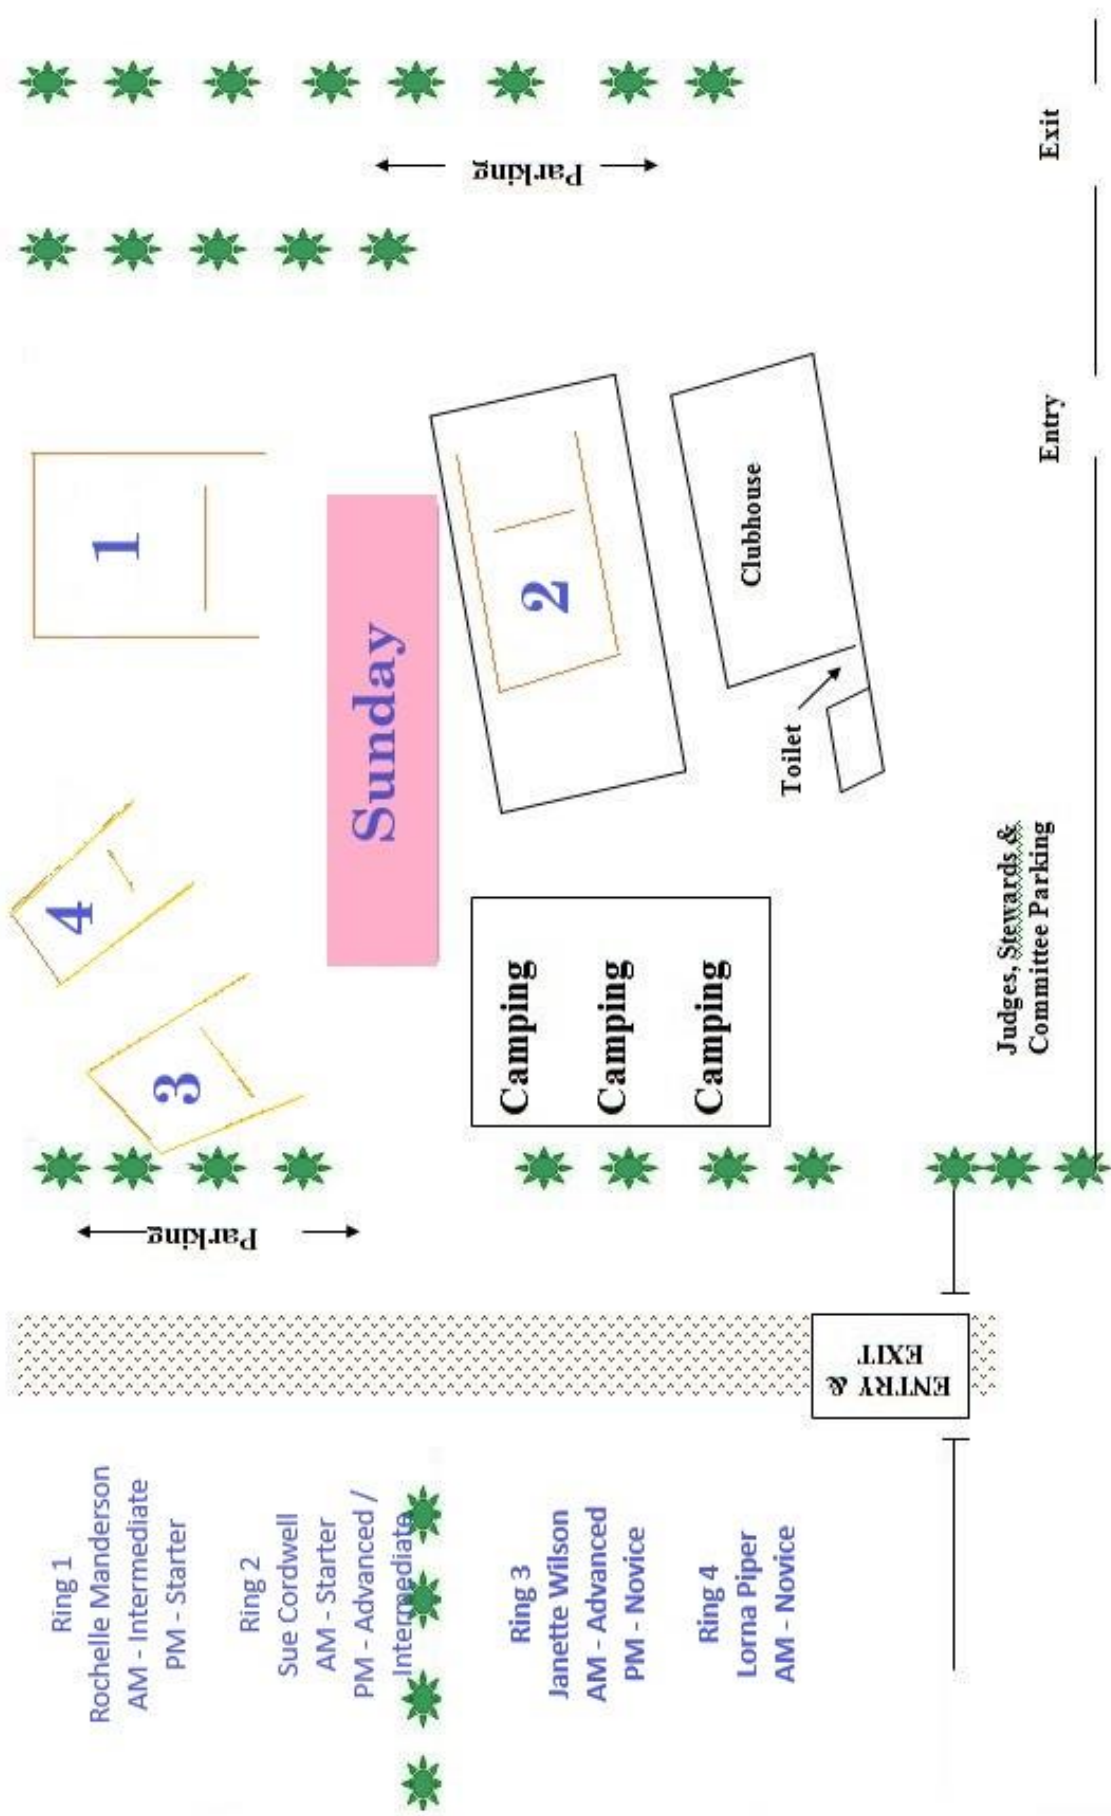 Ring 1
Rochelle Manderson
AM - Intermediate
PM - Starter
Ring 2
Sue Cordwell
AM - Starter
PM - Advanced /
Intermediate
Ring 3
Janette Wilson
AM - Advanced
PM - Novice
Ring 4
Lorna Piper
AM - Novice
ENTRY &
EXIT
Parking
3
4
1
Sunday
2
Camping
Camping
Camping
Toilet
Clubhouse
Parking
Judges, Stewards &
Committee Parking
Entry
Exit